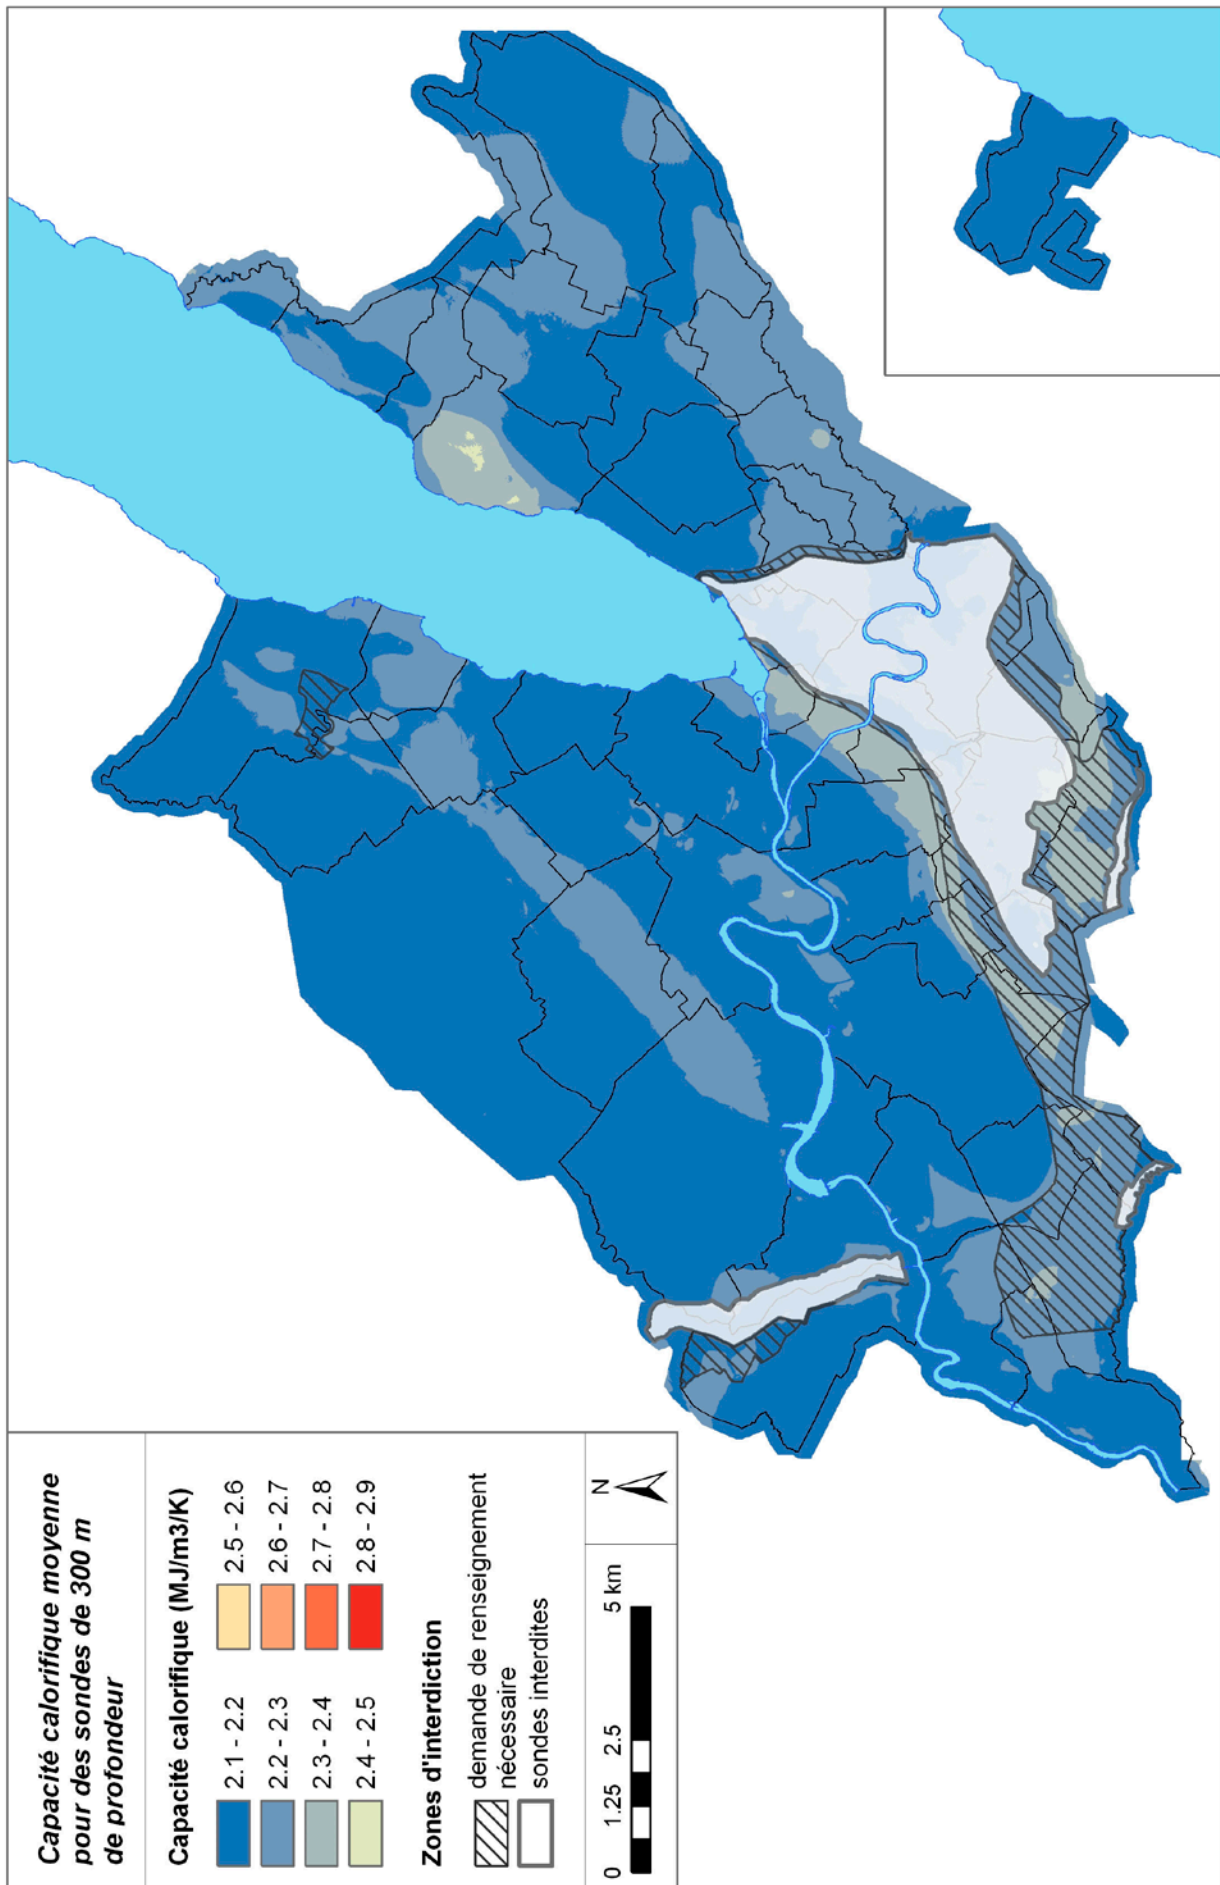 Capacité calorifique moyenne
pour des sondes de 300 m
de profondeur
Capacité calorifique (MJ/m3/K)
2.1 - 2.2
2.2 - 2.3
2.3 - 2.4
2.4 - 2.5
2.5 - 2.6
2.6 - 2.7
2.7 - 2.8
2.8 - 2.9
Zones d'interdiction
demande de renseignement
nécessaire
sondes interdites
0 1.25 2.5 5 km
N